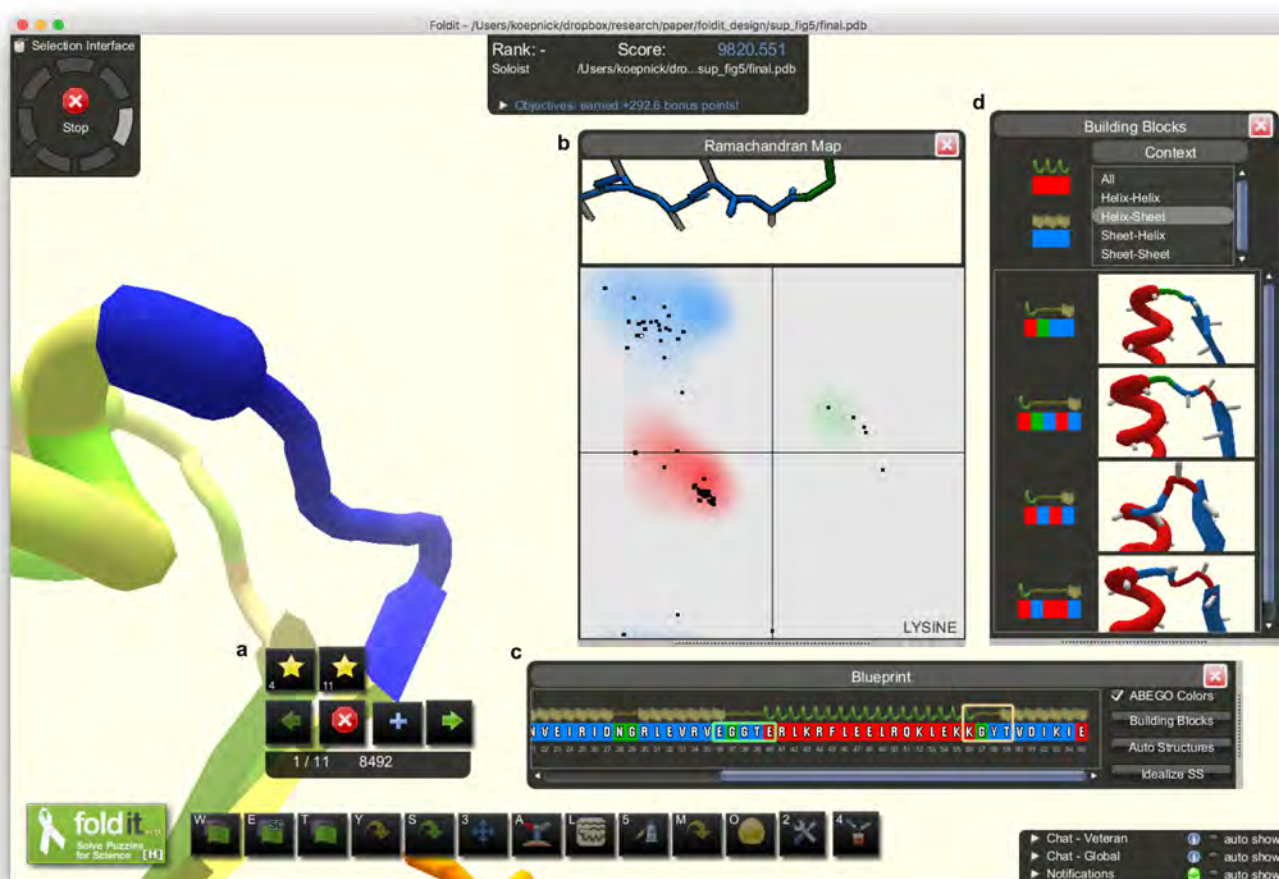 Foldit - /Users/koepnick/dropbox/research/paper/foldit_design/sup_fig5/final.pdb
Selection Interface
Stop
Rank: - Score: 9820.551
Soloist /Users/koepnick/dro...sup_fig5/final.pdb
Objectives: earned +292.6 bonus points!
b
Ramachandran Map
LYSINE
d
Building Blocks
Context
All
Helix-Helix
Helix-Sheet
Sheet-Helix
Sheet-Sheet
a
4 11
1 / 11 8492
c
Blueprint
V E I R I D N G R L E V R V E G G T E R L K R F L E E L R Q K L E K K G Y T V D I K I E
ABEGO Colors
Building Blocks
Auto Structures
Idealize SS
foldit
Solve Puzzles
for Science [H]
W E T Y S 3 A L 5 M O 2 4
Chat - Veteran auto show
Chat - Global auto show
Notifications auto show